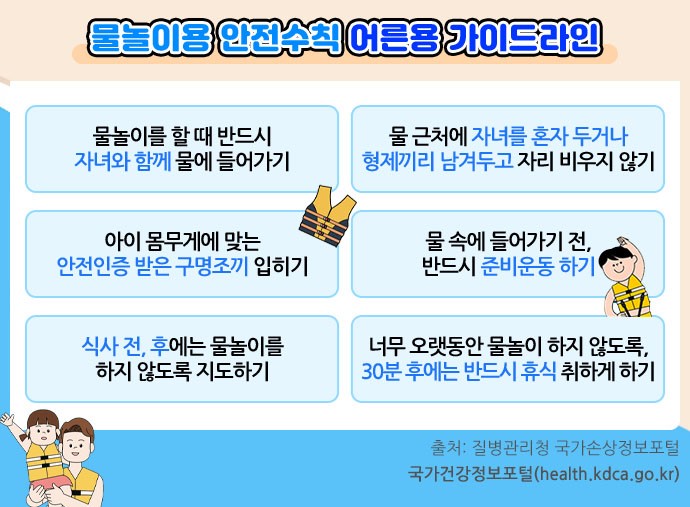 물놀이용 안전수칙 어른용 가이드라인
물놀이를 할 때 반드시
자녀와 함께 물에 들어가기
물 근처에 자녀를 혼자 두거나
형제끼리 남겨두고 자리 비우지 않기
아이 몸무게에 맞는
안전인증 받은 구명조끼 입히기
물 속에 들어가기 전,
반드시 준비운동 하기
식사 전, 후에는 물놀이를
하지 않도록 지도하기
너무 오랫동안 물놀이 하지 않도록,
30분 후에는 반드시 휴식 취하게 하기
출처: 질병관리청 국가손상정보포털
국가건강정보포털(health.kdca.go.kr)